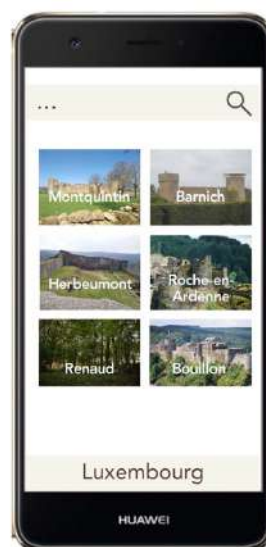 ...
Montquintin
Barnich
Herbeumont
Roche-en-
Ardenne
Renaud
Bouillon
Luxembourg
HUAWEI